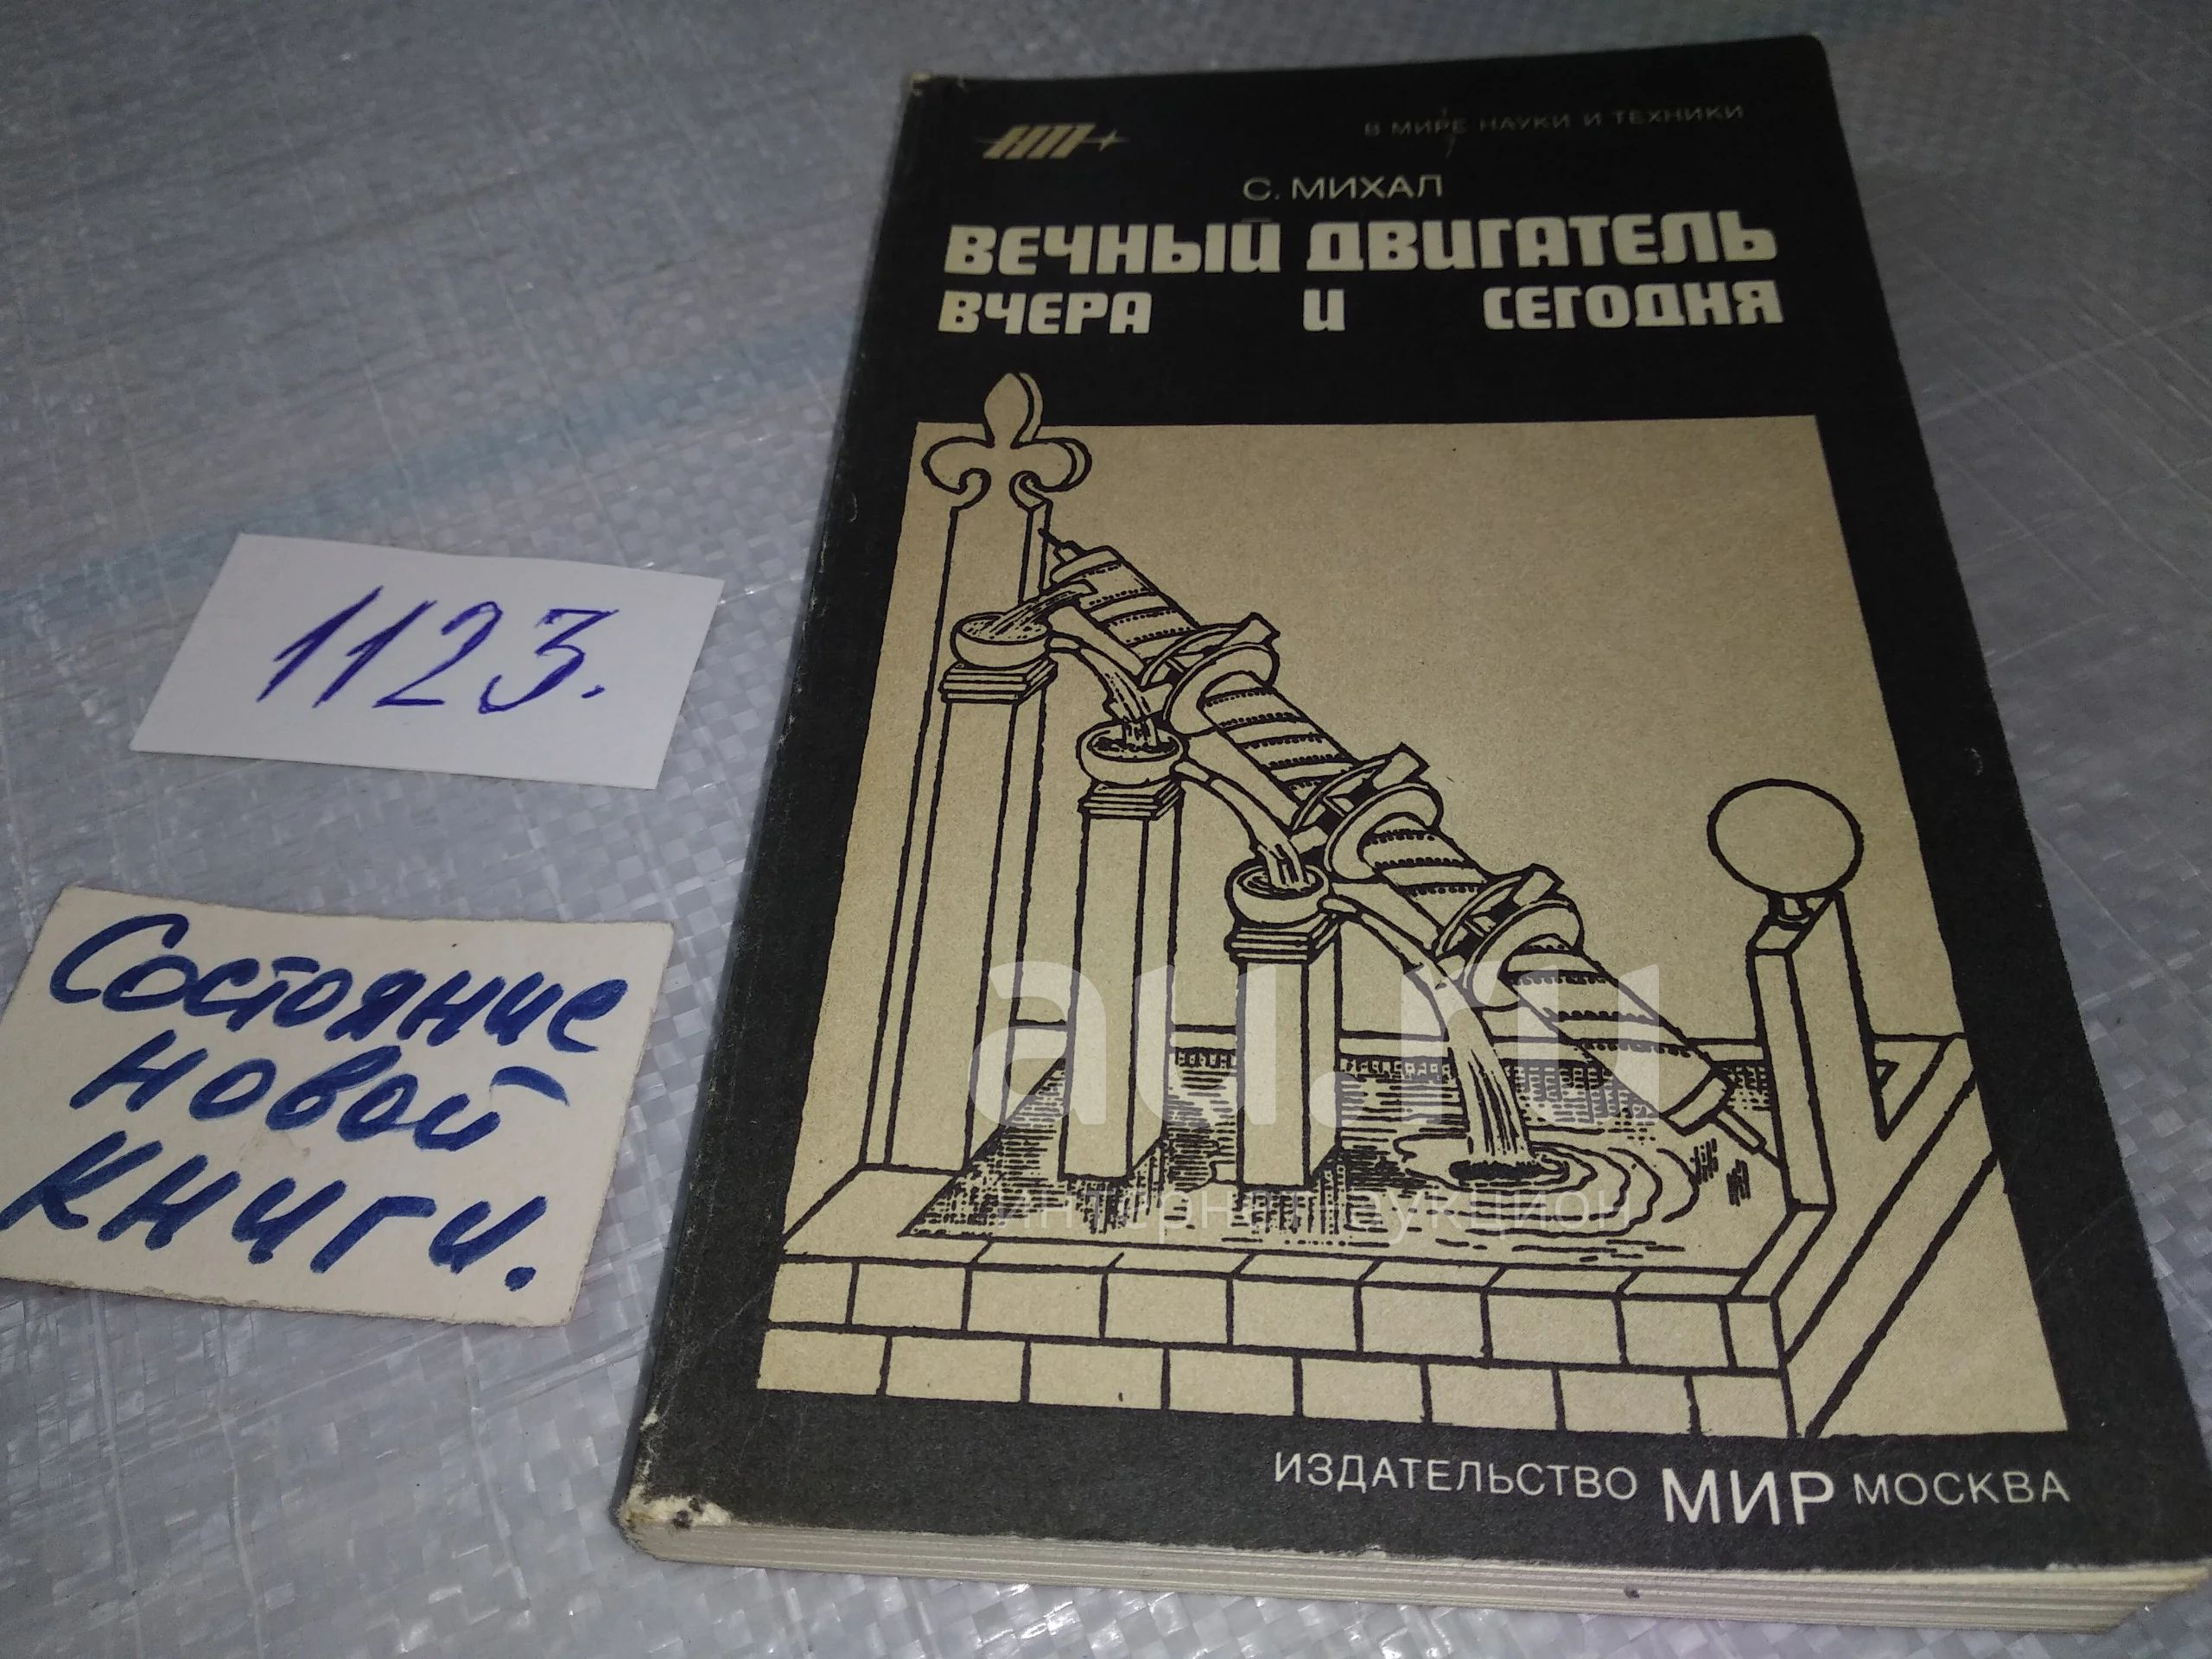 НП
В МИРЕ НАУКИ И ТЕХНИКИ
С. МИХАЛ
ВЕЧНЫЙ ДВИГАТЕЛЬ
ВЧЕРА И СЕГОДНЯ
1123.
Состояние
новой
книги.
au.ru
интернет аукцион
ИЗДАТЕЛЬСТВО МИР МОСКВА